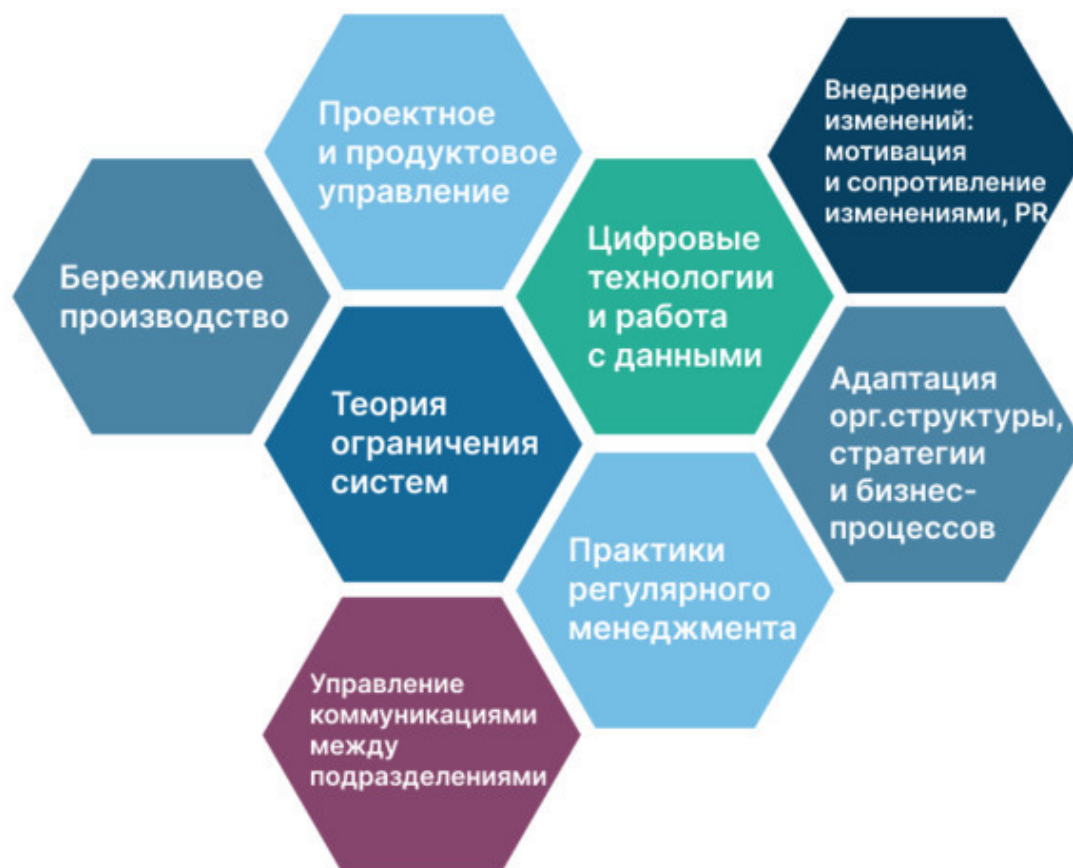 Проектное
и продуктовое
управление
Внедрение
изменений:
мотивация
и сопротивление
изменениями, PR
Бережливое
производство
Цифровые
технологии
и работа
с данными
Теория
ограничения
систем
Адаптация
орг.структуры,
стратегии
и бизнес-
процессов
Практики
регулярного
менеджмента
Управление
коммуникациями
между
подразделениями